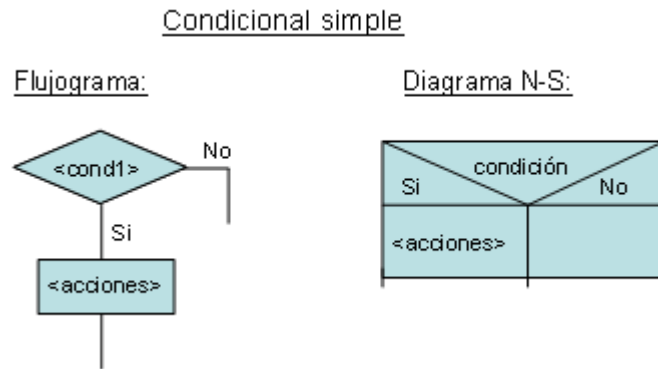 Condicional simple
Flujograma:
Diagrama N-S:
<cond1>
No
Si
<acciones>
condición
Si
No
<acciones>